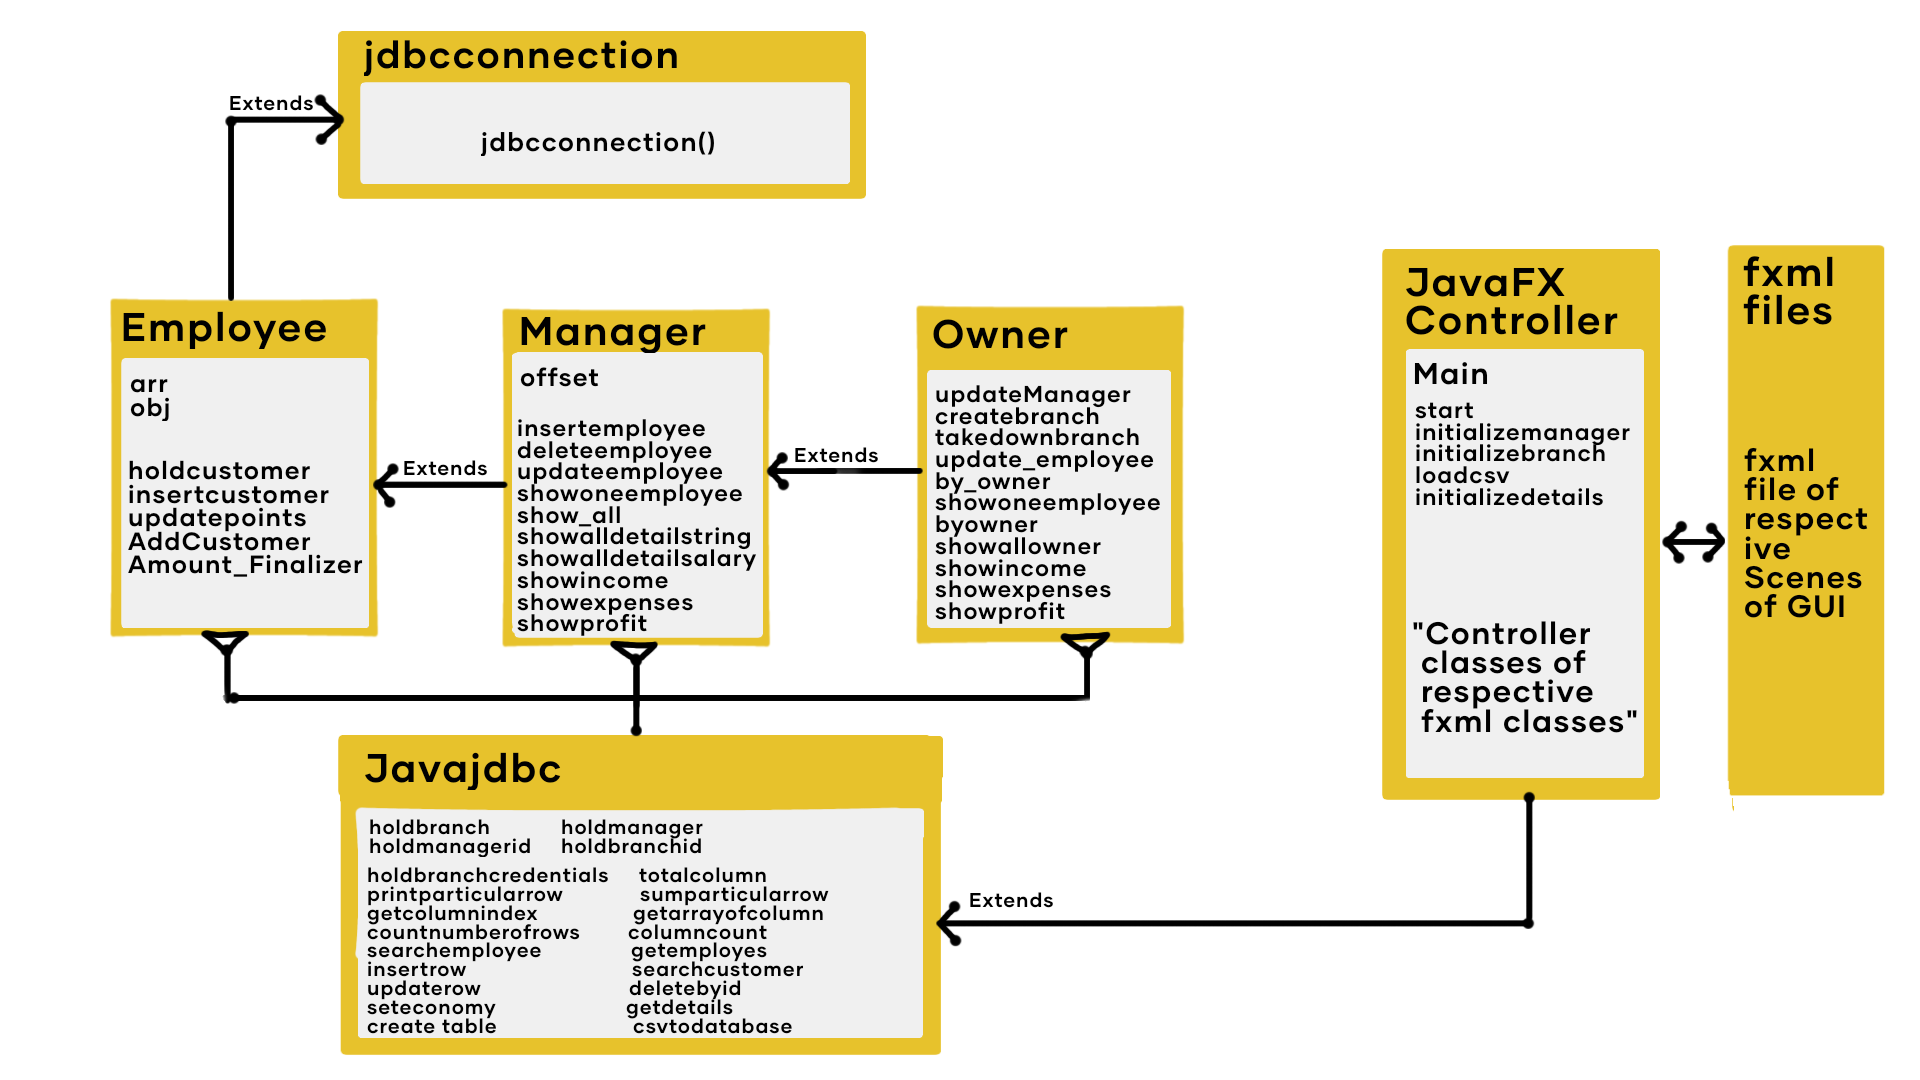 jdbcconnection
Extends
jdbcconnection()
Employee
arr
obj
holdcustomer
insertcustomer
updatepoints
AddCustomer
Amount_Finalizer
Extends
Manager
offset
insertemployee
deleteemployee
updateemployee
showoneemployee
show_all
showalldetailstring
showalldetailsalary
showincome
showexpenses
showprofit
Extends
Owner
updateManager
createbranch
takedownbranch
update_employee
by_owner
showoneemployee
byowner
showallowner
showincome
showexpenses
showprofit
JavaFX
Controller
Main
start
initializemanager
initializebranch
loadcsv
initializedetails
"Controller
classes of
respective
fxml classes"
fxml
files
fxml
file of
respect
ive
Scenes
of GUI
Javajdbc
holdbranch holdmanager
holdmanagerid holdbranchid
holdbranchcredentials totalcolumn
printparticularrow sumparticularrow
getcolumnindex getarrayofcolumn
countnumberofrows columncount
searchemployee getemployes
insertrow searchcustomer
updaterow deletebyid
seteconomy getdetails
create table csvtodatabase
Extends